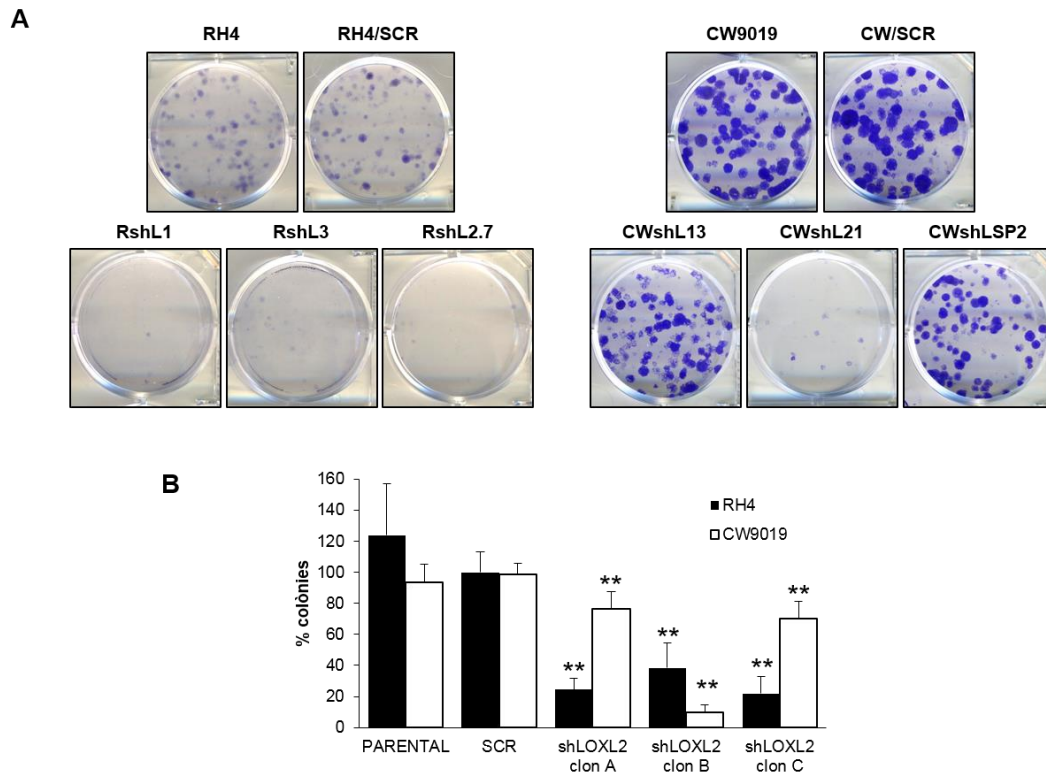 A
RH4 RH4/SCR CW9019 CW/SCR
RshL1 RshL3 RshL2.7 CWshL13 CWshL21 CWshLSP2
B
% colònies
160
140
120
100
80
60
40
20
0
RH4
CW9019
** ** ** ** ** **
PARENTAL SCR shLOXL2 shLOXL2 shLOXL2
clon A clon B clon C